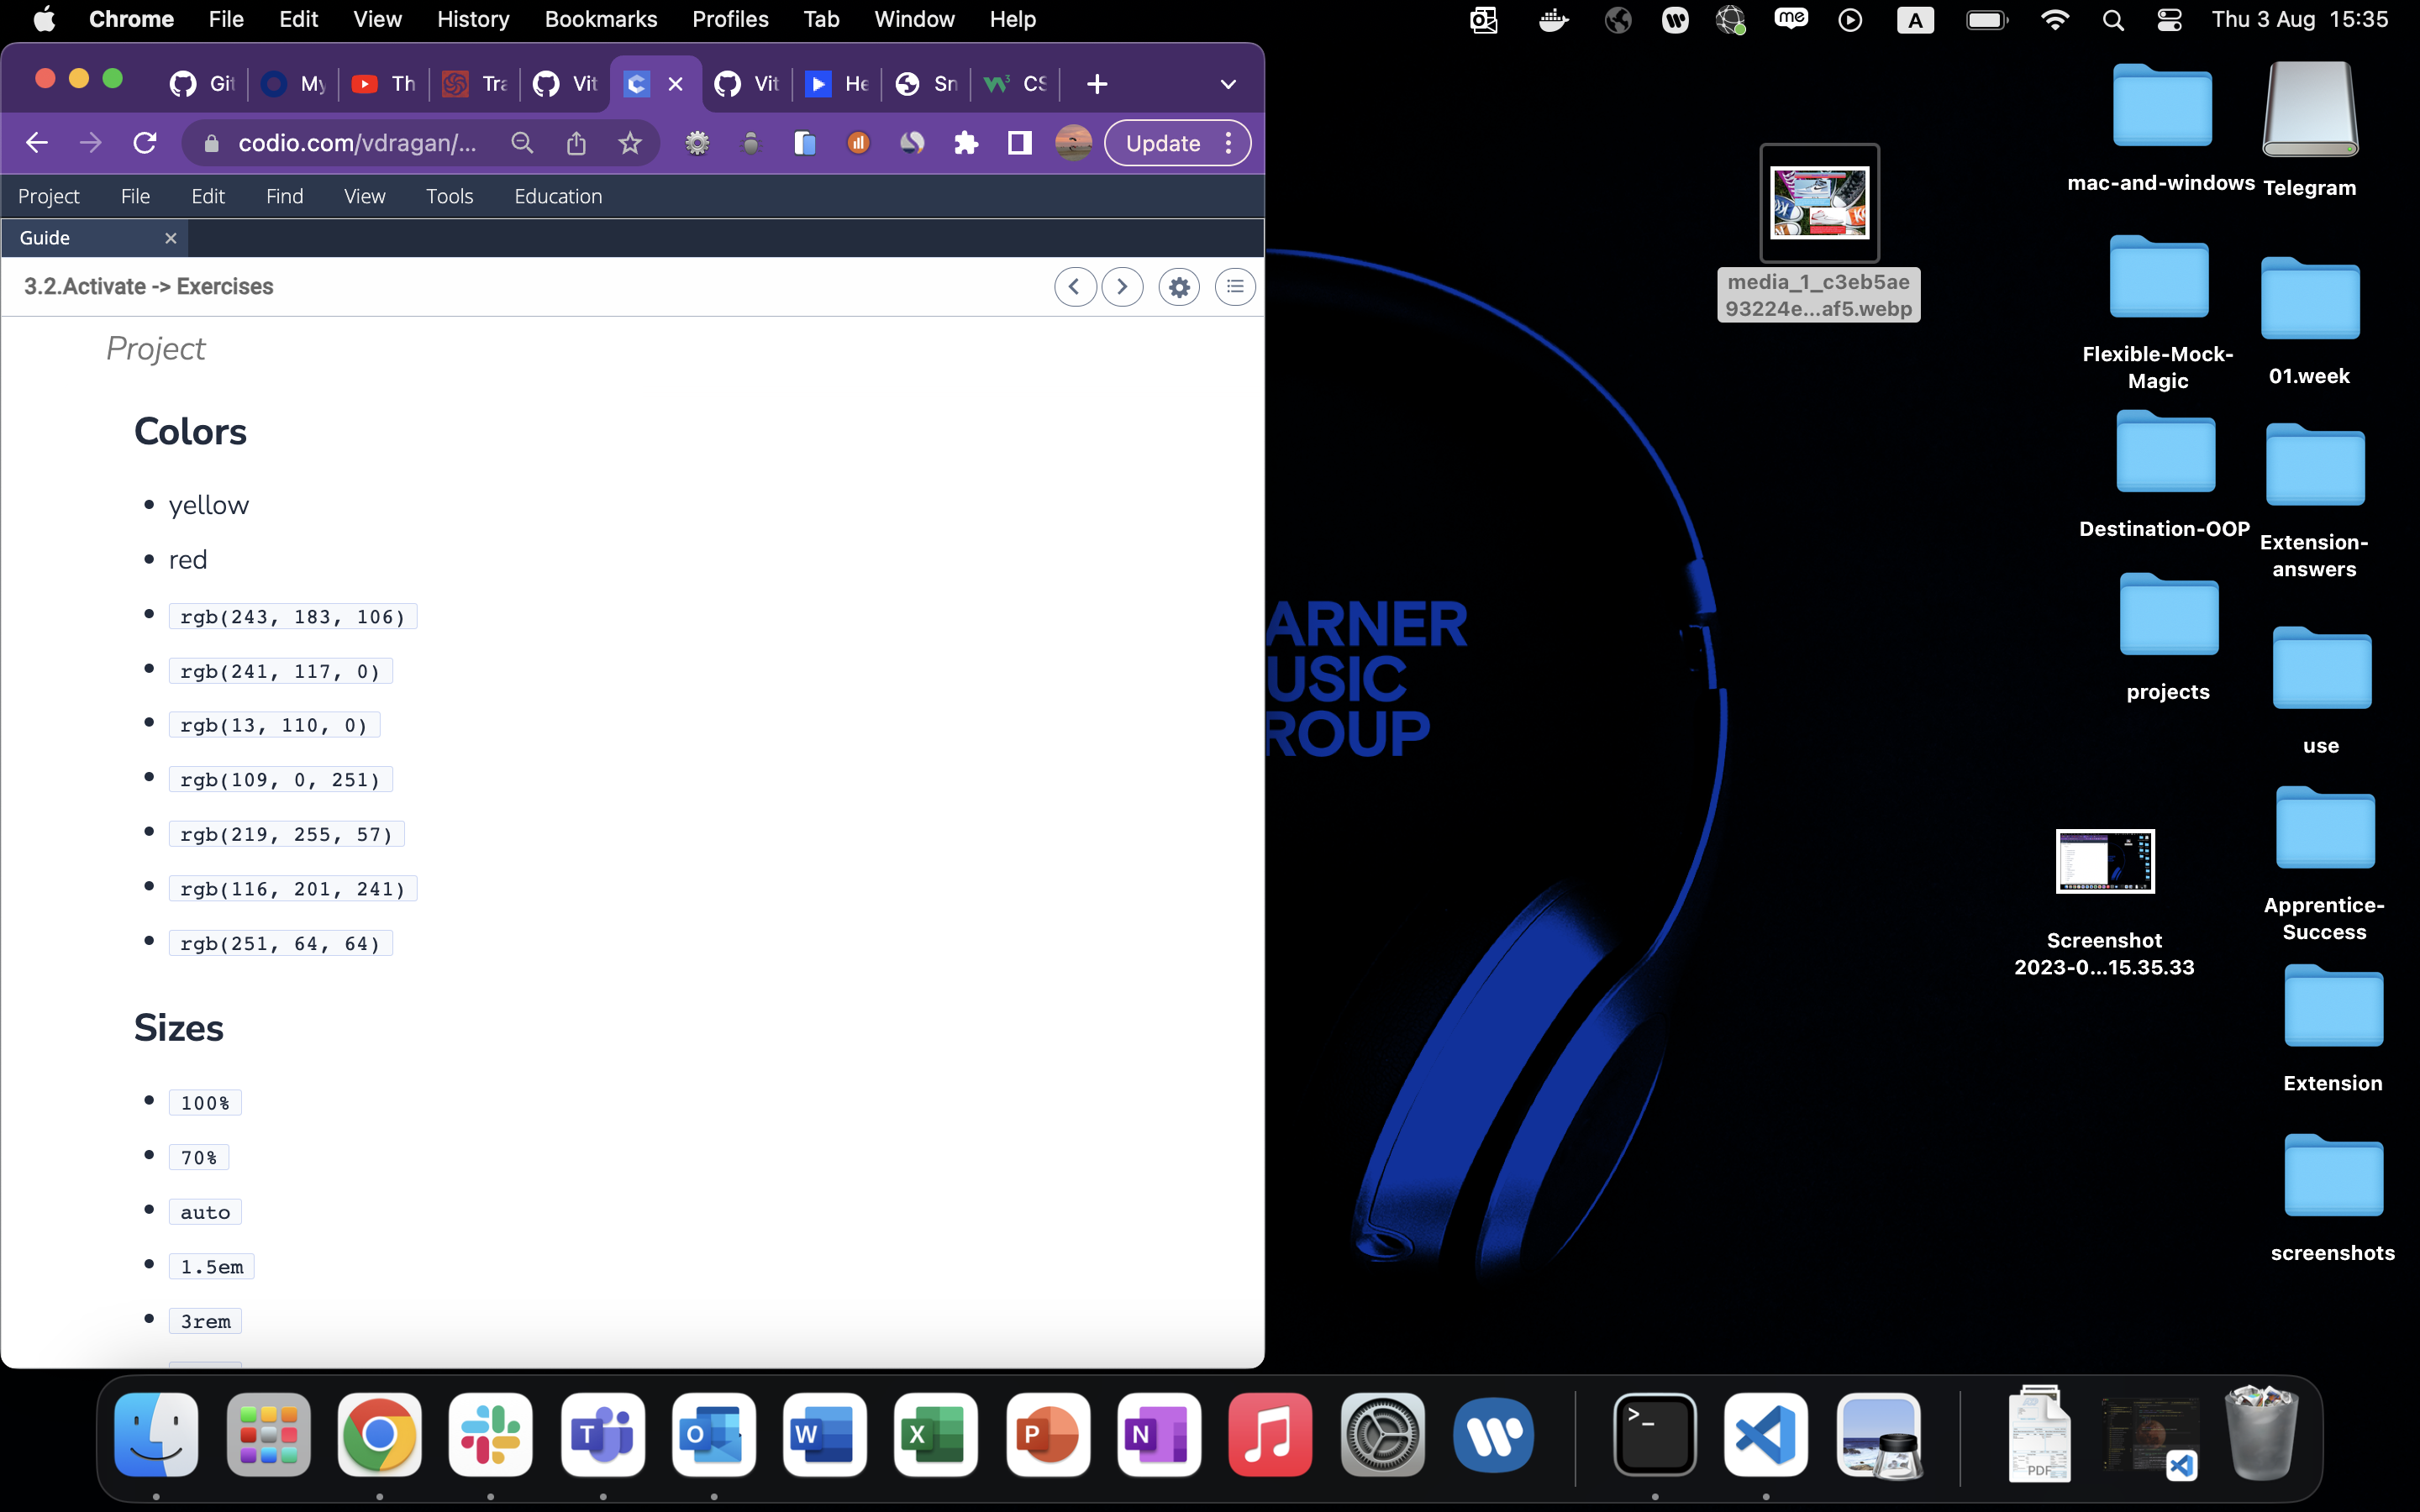 Chrome File Edit View History Bookmarks Profiles Tab Window Help
me
A
Thu 3 Aug 15:35
Git My Th Tra Vit Vit He Sn CS
codio.com/vdragan/...
Update
Project File Edit Find View Tools Education
Guide
3.2.Activate -> Exercises
Project
Colors
yellow
red
rgb(243, 183, 106)
rgb(241, 117, 0)
rgb(13, 110, 0)
rgb(109, 0, 251)
rgb(219, 255, 57)
rgb(116, 201, 241)
rgb(251, 64, 64)
Sizes
100%
70%
auto
1.5em
3rem
ARNER
USIC
ROUP
media_1_c3eb5ae
93224e...af5.webp
mac-and-windows
Telegram
Flexible-Mock-
Magic
01.week
Destination-OOP
Extension-
answers
projects
use
Screenshot
2023-0...15.35.33
Apprentice-
Success
Extension
screenshots
T
O
W
X
P
N
>_
PDF